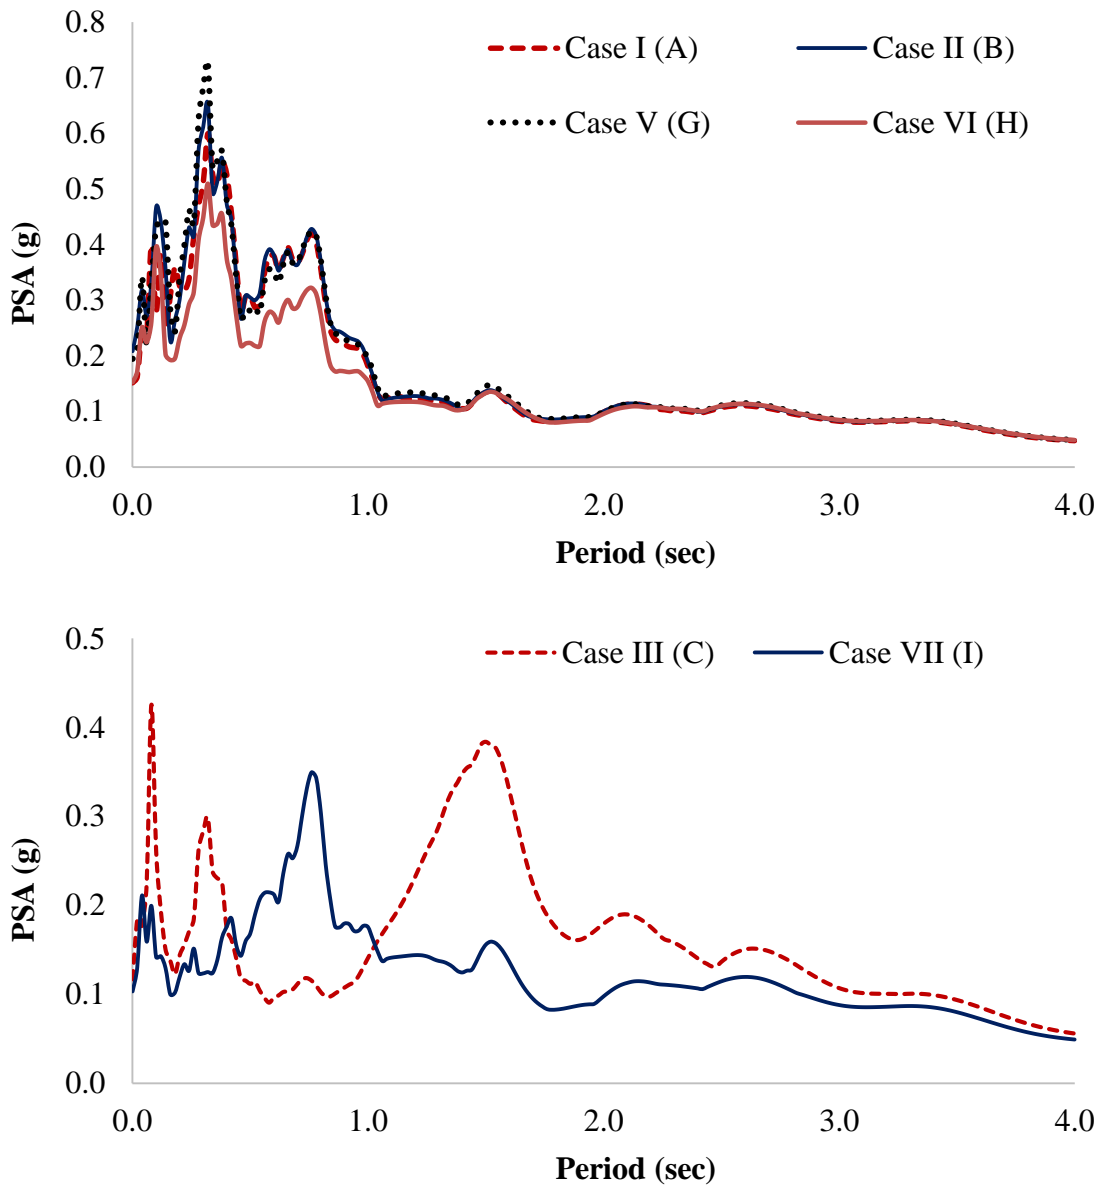 0.8
0.7
0.6
0.5
0.4
0.3
0.2
0.1
0.0
PSA (g)
Case I (A)
Case II (B)
Case V (G)
Case VI (H)
0.0 1.0 2.0 3.0 4.0
Period (sec)
0.5
0.4
0.3
0.2
0.1
0.0
PSA (g)
Case III (C)
Case VII (I)
0.0 1.0 2.0 3.0 4.0
Period (sec)